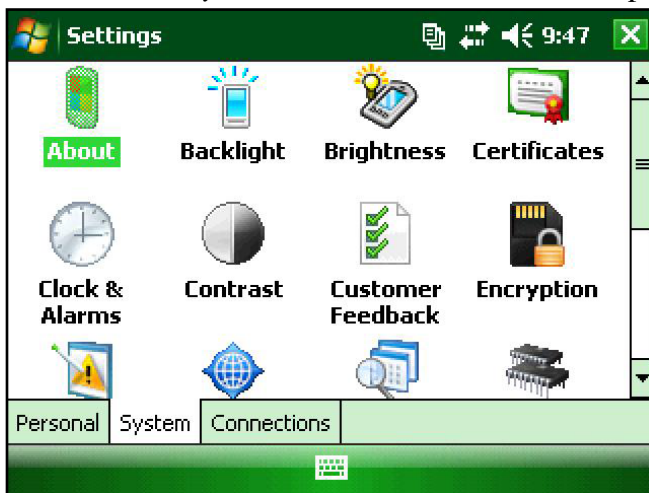 Settings 9:47
About Backlight Brightness Certificates
Clock & Contrast Customer Encryption
Alarms Feedback
Personal System Connections